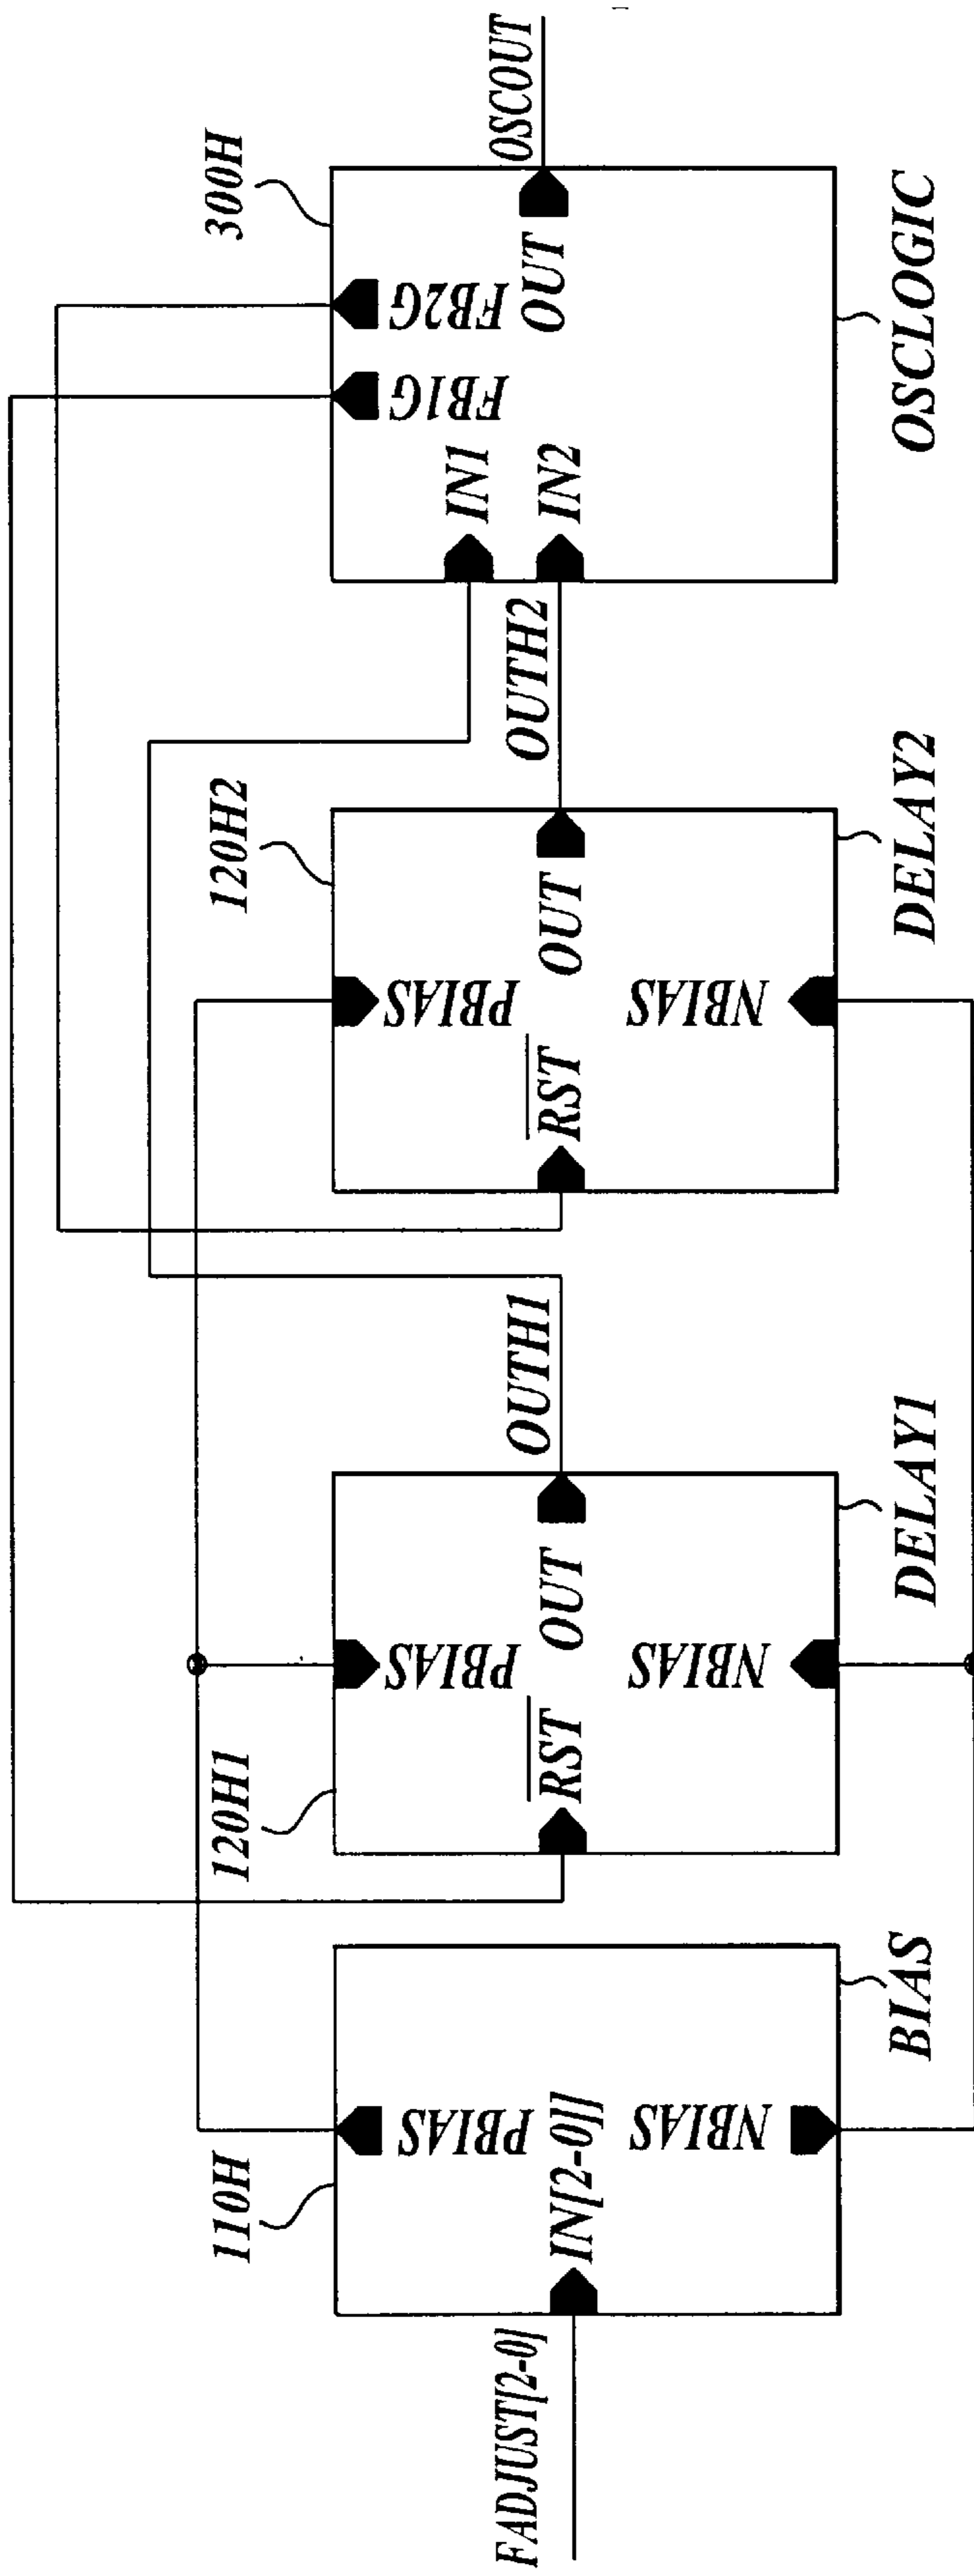 FADJUST[2-0]
110H
PBIAS
IN[2-0]]
NBIAS
BIAS
120H1
PBIAS
RST
OUT
NBIAS
DELAY1
OUTH1
120H2
PBIAS
RST
OUT
NBIAS
DELAY2
OUTH2
300H
FB1G
FB2G
IN1
IN2
OUT
OSCLOGIC
OSCOUT